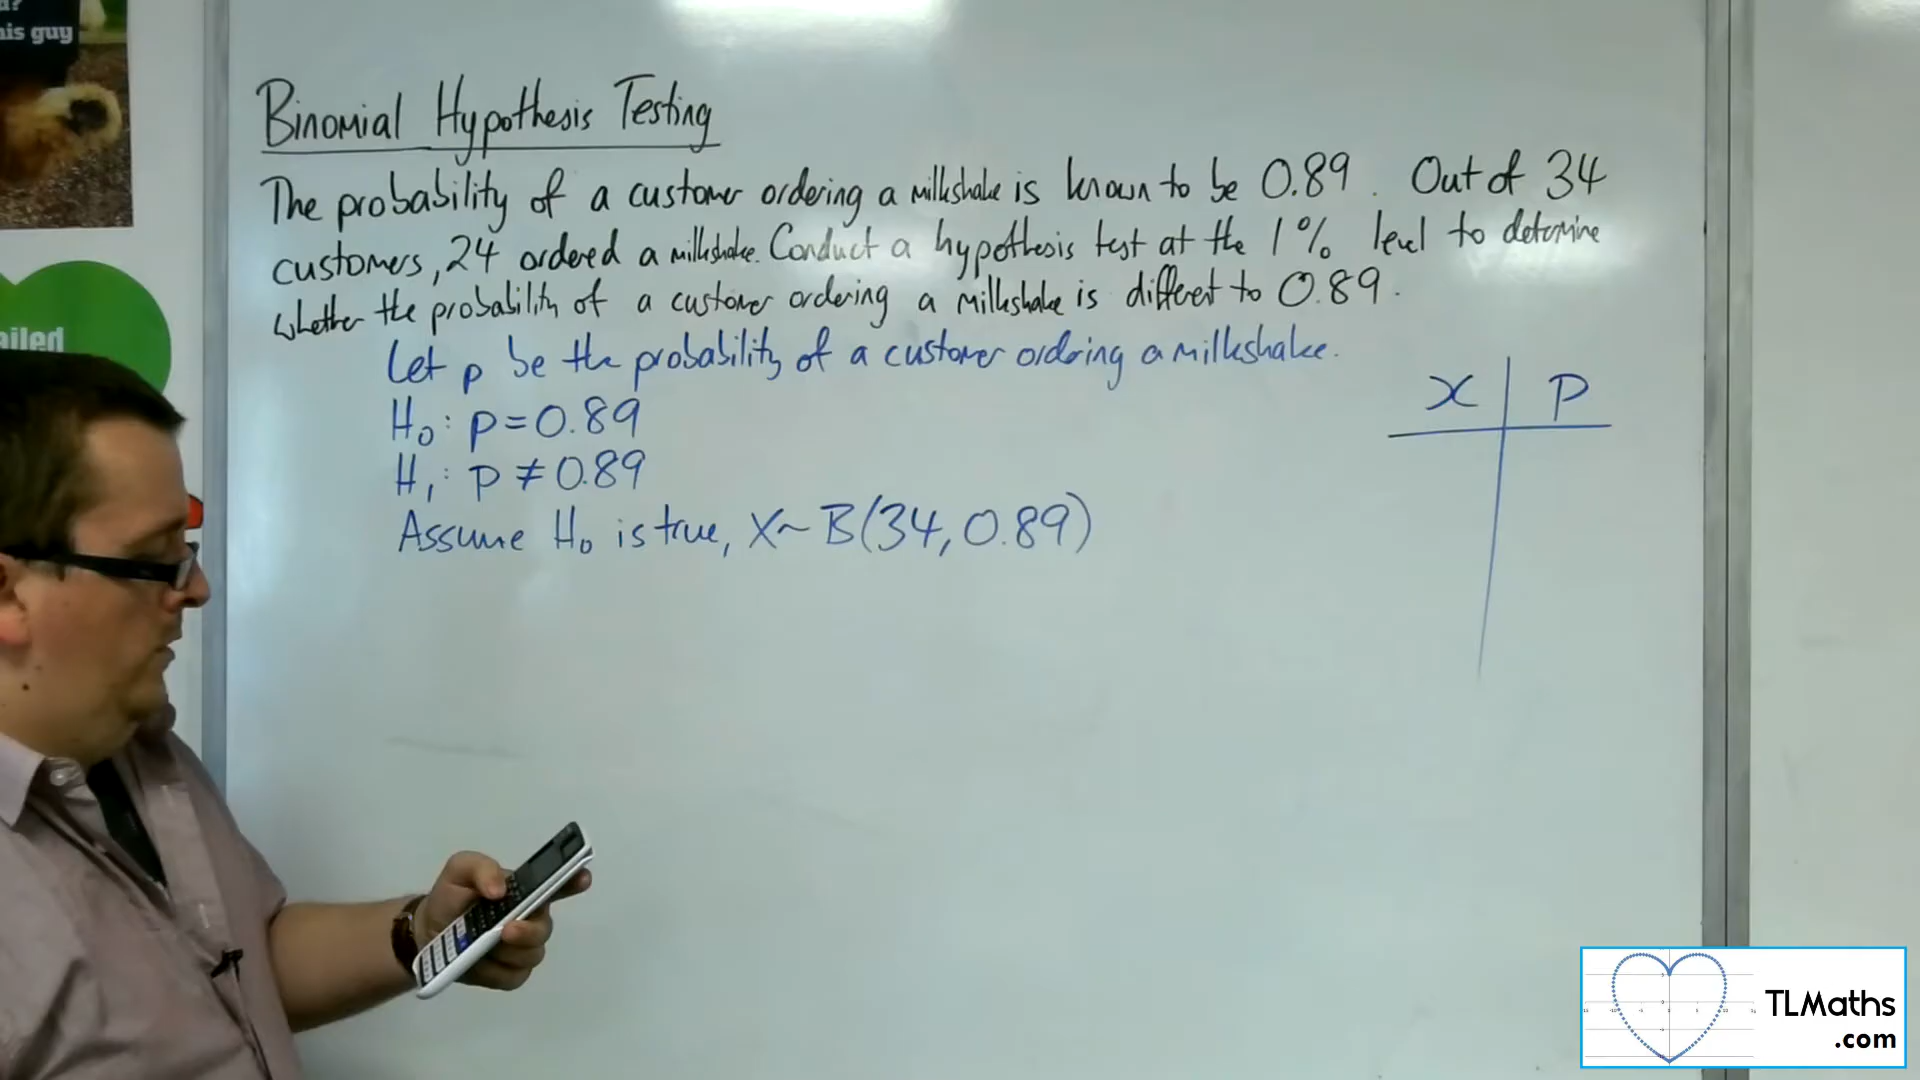 his guy
ailed
Binomial Hypothesis Testing
The probability of a customer ordering a milkshake is known to be 0.89. Out of 34
customers, 24 ordered a milkshake. Conduct a hypothesis test at the 1% level to determine
whether the probability of a customer ordering a milkshake is different to 0.89.
Let p be the probability of a customer ordering a milkshake.
H₀: p = 0.89
H₁: p ≠ 0.89
Assume H₀ is true, X ~ B(34, 0.89)
x p
TLMaths
.com